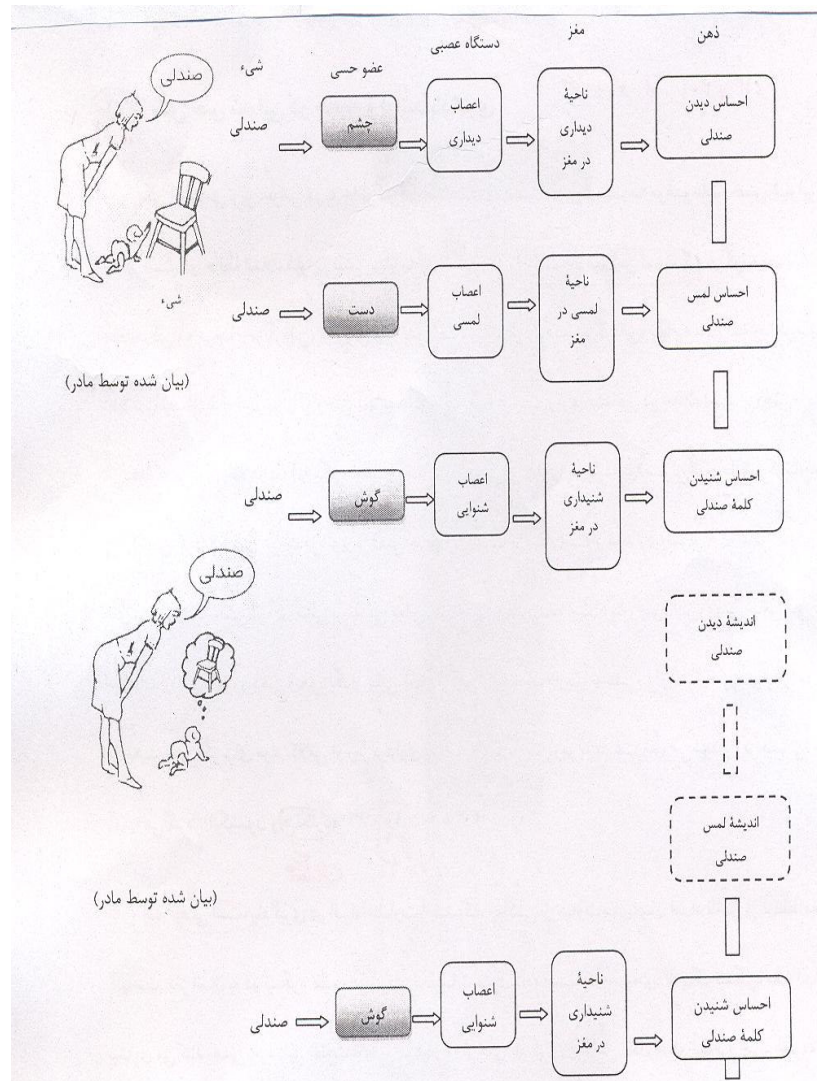 شیء
عضو حسی
دستگاه عصبی
مغز
ذهن
صندلی
صندلی
چشم
اعصاب
دیداری
ناحیهٔ
دیداری
در مغز
احساس دیدن
صندلی
شیء
صندلی
دست
اعصاب
لمسی
ناحیهٔ
لمسی در
مغز
احساس لمس
صندلی
(بیان شده توسط مادر)
صندلی
گوش
اعصاب
شنوایی
ناحیهٔ
شنیداری
در مغز
احساس شنیدن
کلمهٔ صندلی
صندلی
اندیشهٔ دیدن
صندلی
اندیشهٔ لمس
صندلی
(بیان شده توسط مادر)
صندلی
گوش
اعصاب
شنوایی
ناحیهٔ
شنیداری
در مغز
احساس شنیدن
کلمهٔ صندلی